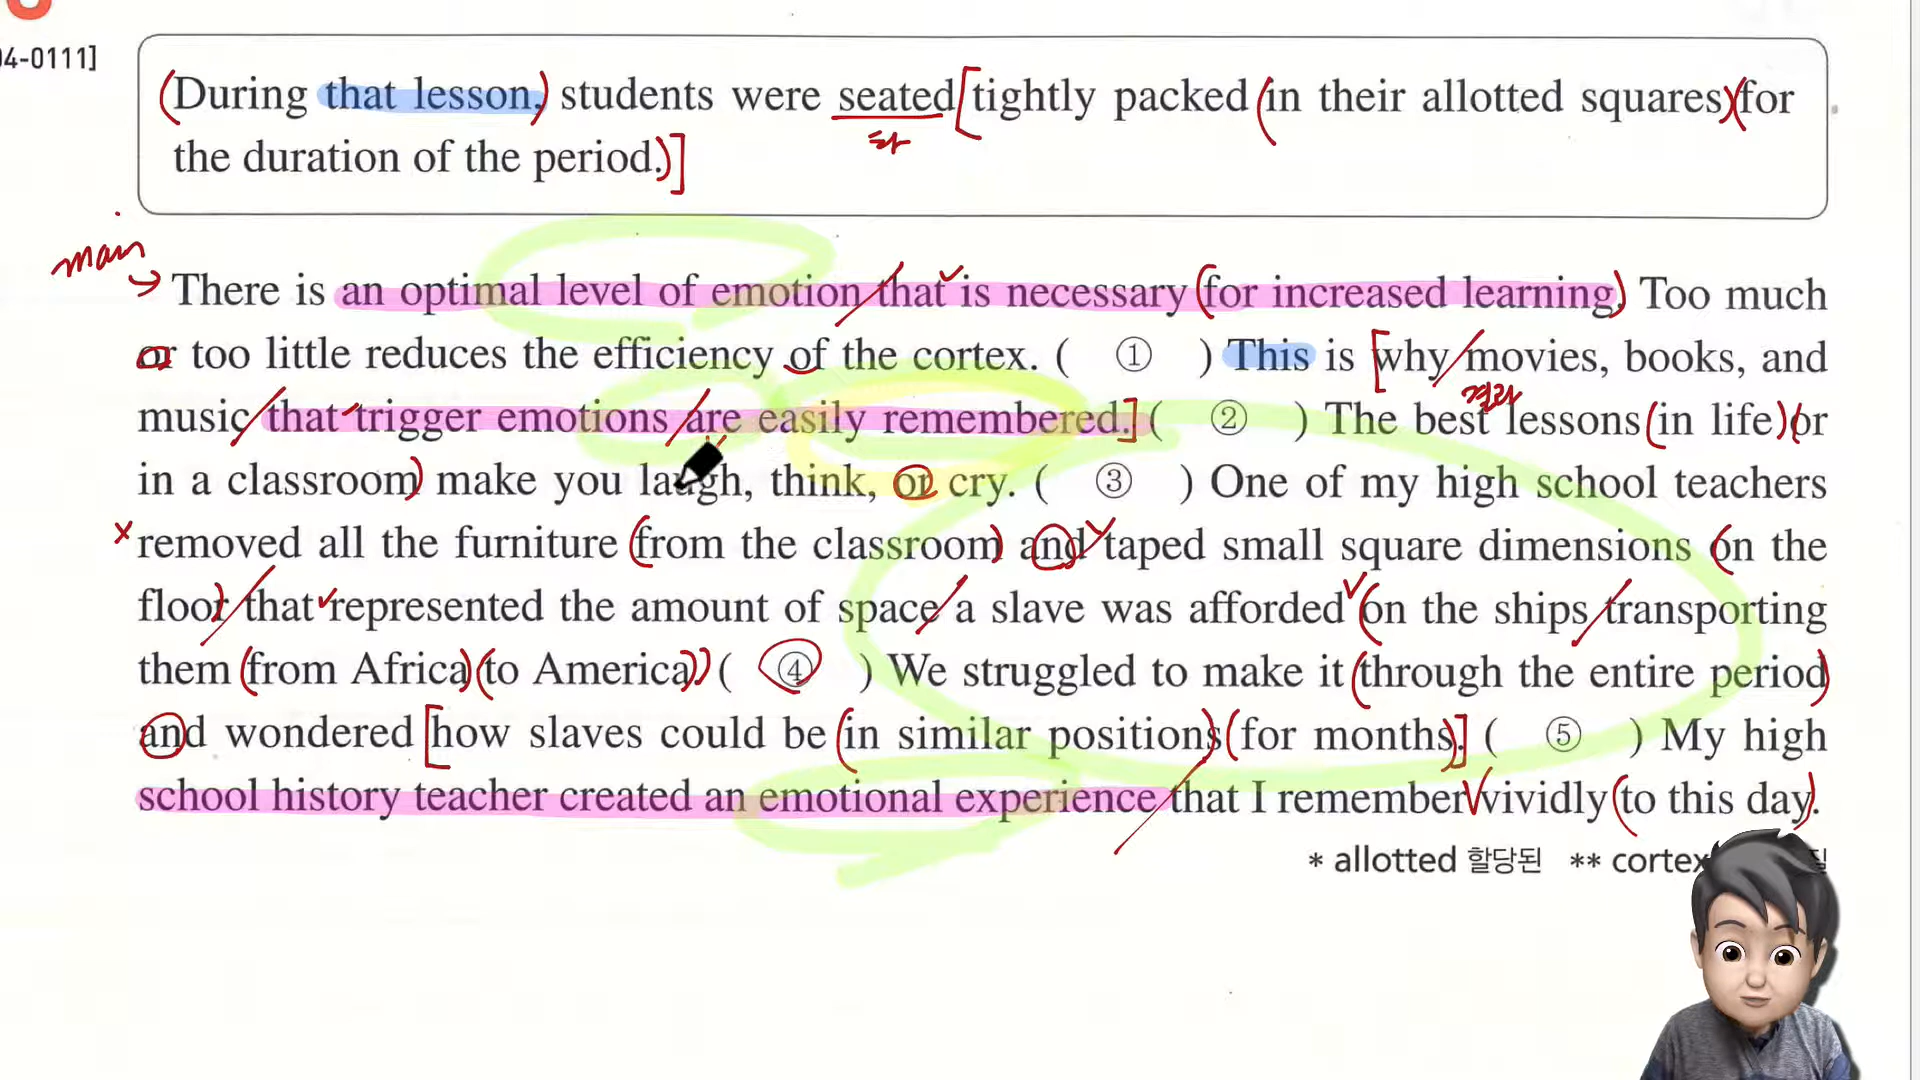 04-0111]
During that lesson, students were seated tightly packed in their allotted squares for
the duration of the period.
main
There is an optimal level of emotion that is necessary for increased learning. Too much
or too little reduces the efficiency of the cortex. ( ① ) This is why movies, books, and
music that trigger emotions are easily remembered. ( ② ) The best lessons in life or
in a classroom make you laugh, think, or cry. ( ③ ) One of my high school teachers
removed all the furniture from the classroom and taped small square dimensions on the
floor that represented the amount of space a slave was afforded on the ships transporting
them from Africa to America. ( ④ ) We struggled to make it through the entire period
and wondered how slaves could be in similar positions for months. ( ⑤ ) My high
school history teacher created an emotional experience that I remember vividly to this day.
* allotted 할당된 ** cortex 질